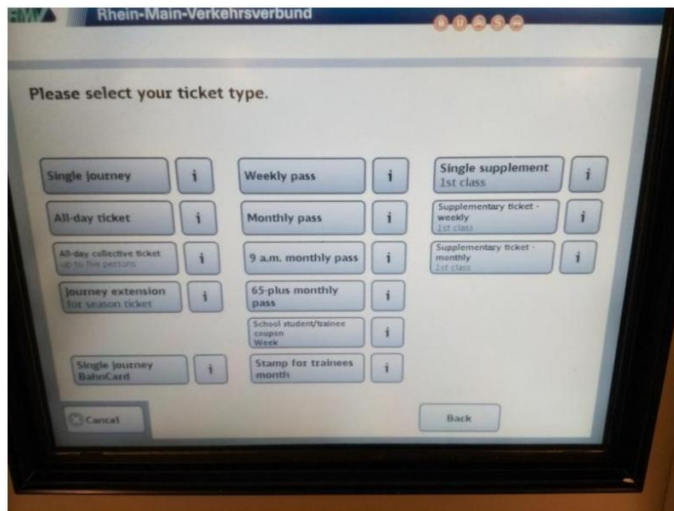 RMV
Rhein-Main-Verkehrsverbund
Please select your ticket type.
Single journey
i
Weekly pass
i
Single supplement
1st class
i
All-day ticket
i
Monthly pass
i
Supplementary ticket -
weekly
1st class
i
All-day collective ticket
up to five persons
i
9 a.m. monthly pass
i
Supplementary ticket -
monthly
1st class
i
Journey extension
for season ticket
i
65-plus monthly
pass
i
School student/trainee
coupon
Week
i
Single journey
BahnCard
i
Stamp for trainees
month
i
Cancel
Back